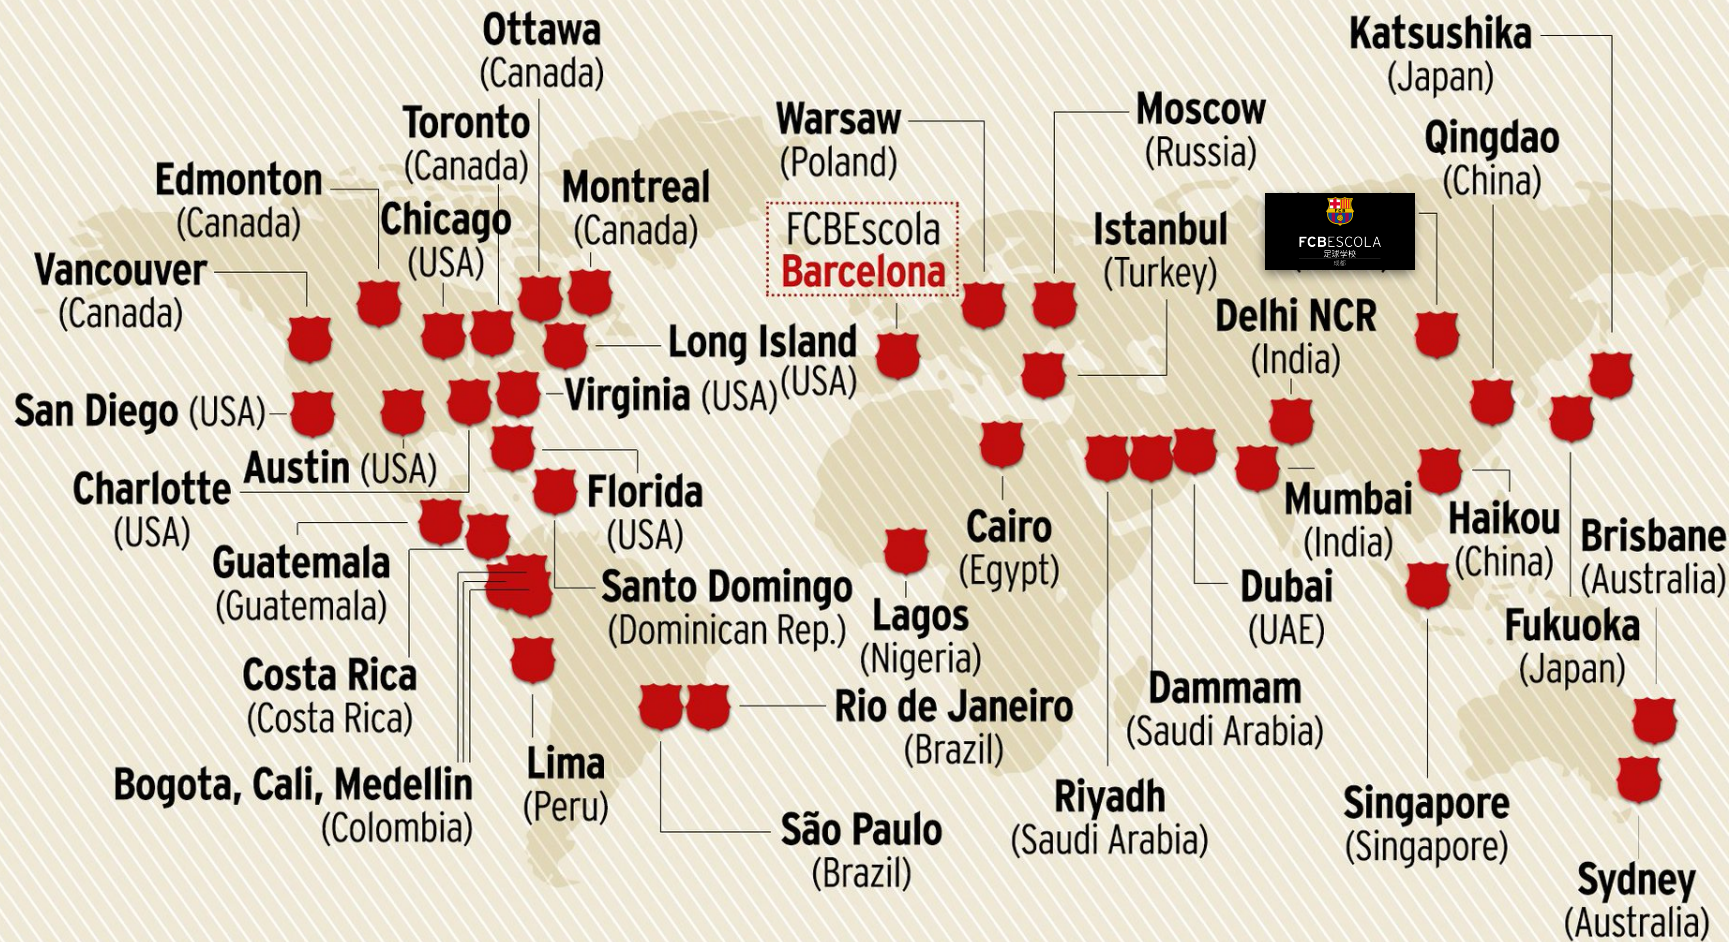 Ottawa
(Canada)
Toronto
(Canada)
Edmonton
(Canada)
Chicago
(USA)
Montreal
(Canada)
Vancouver
(Canada)
Warsaw
(Poland)
Moscow
(Russia)
Katsushika
(Japan)
Qingdao
(China)
FCBEscola
Barcelona
Istanbul
(Turkey)
FCBESCOLA
足球学校
Delhi NCR
(India)
Long Island
(USA)
Virginia (USA)
San Diego (USA)
Austin (USA)
Charlotte
(USA)
Florida
(USA)
Guatemala
(Guatemala)
Santo Domingo
(Dominican Rep.)
Cairo
(Egypt)
Lagos
(Nigeria)
Mumbai
(India)
Haikou
(China)
Brisbane
(Australia)
Dubai
(UAE)
Fukuoka
(Japan)
Costa Rica
(Costa Rica)
Bogota, Cali, Medellin
(Colombia)
Lima
(Peru)
Rio de Janeiro
(Brazil)
São Paulo
(Brazil)
Dammam
(Saudi Arabia)
Riyadh
(Saudi Arabia)
Singapore
(Singapore)
Sydney
(Australia)